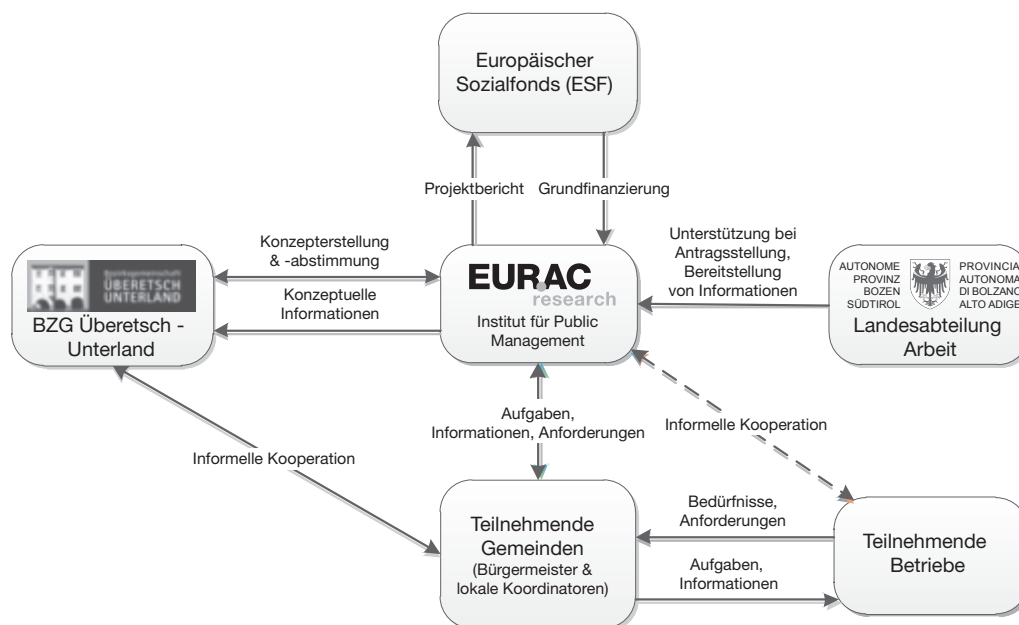 Europäischer
Sozialfonds (ESF)
Projektbericht
Grundfinanzierung
Konzepterstellung
& -abstimmung
Konzeptuelle
Informationen
Bezirksgemeinschaft
ÜBERETSCH
UNTERLAND
BZG Überetsch -
Unterland
EURAC
research
Institut für Public
Management
Unterstützung bei
Antragsstellung,
Bereitstellung
von Informationen
AUTONOME
PROVINZ
BOZEN
SÜDTIROL
PROVINCIA
AUTONOMA
DI BOLZANO
ALTO ADIGE
Landesabteilung
Arbeit
Aufgaben,
Informationen, Anforderungen
Informelle Kooperation
Informelle Kooperation
Teilnehmende
Gemeinden
(Bürgermeister &
lokale Koordinatoren)
Bedürfnisse,
Anforderungen
Aufgaben,
Informationen
Teilnehmende
Betriebe